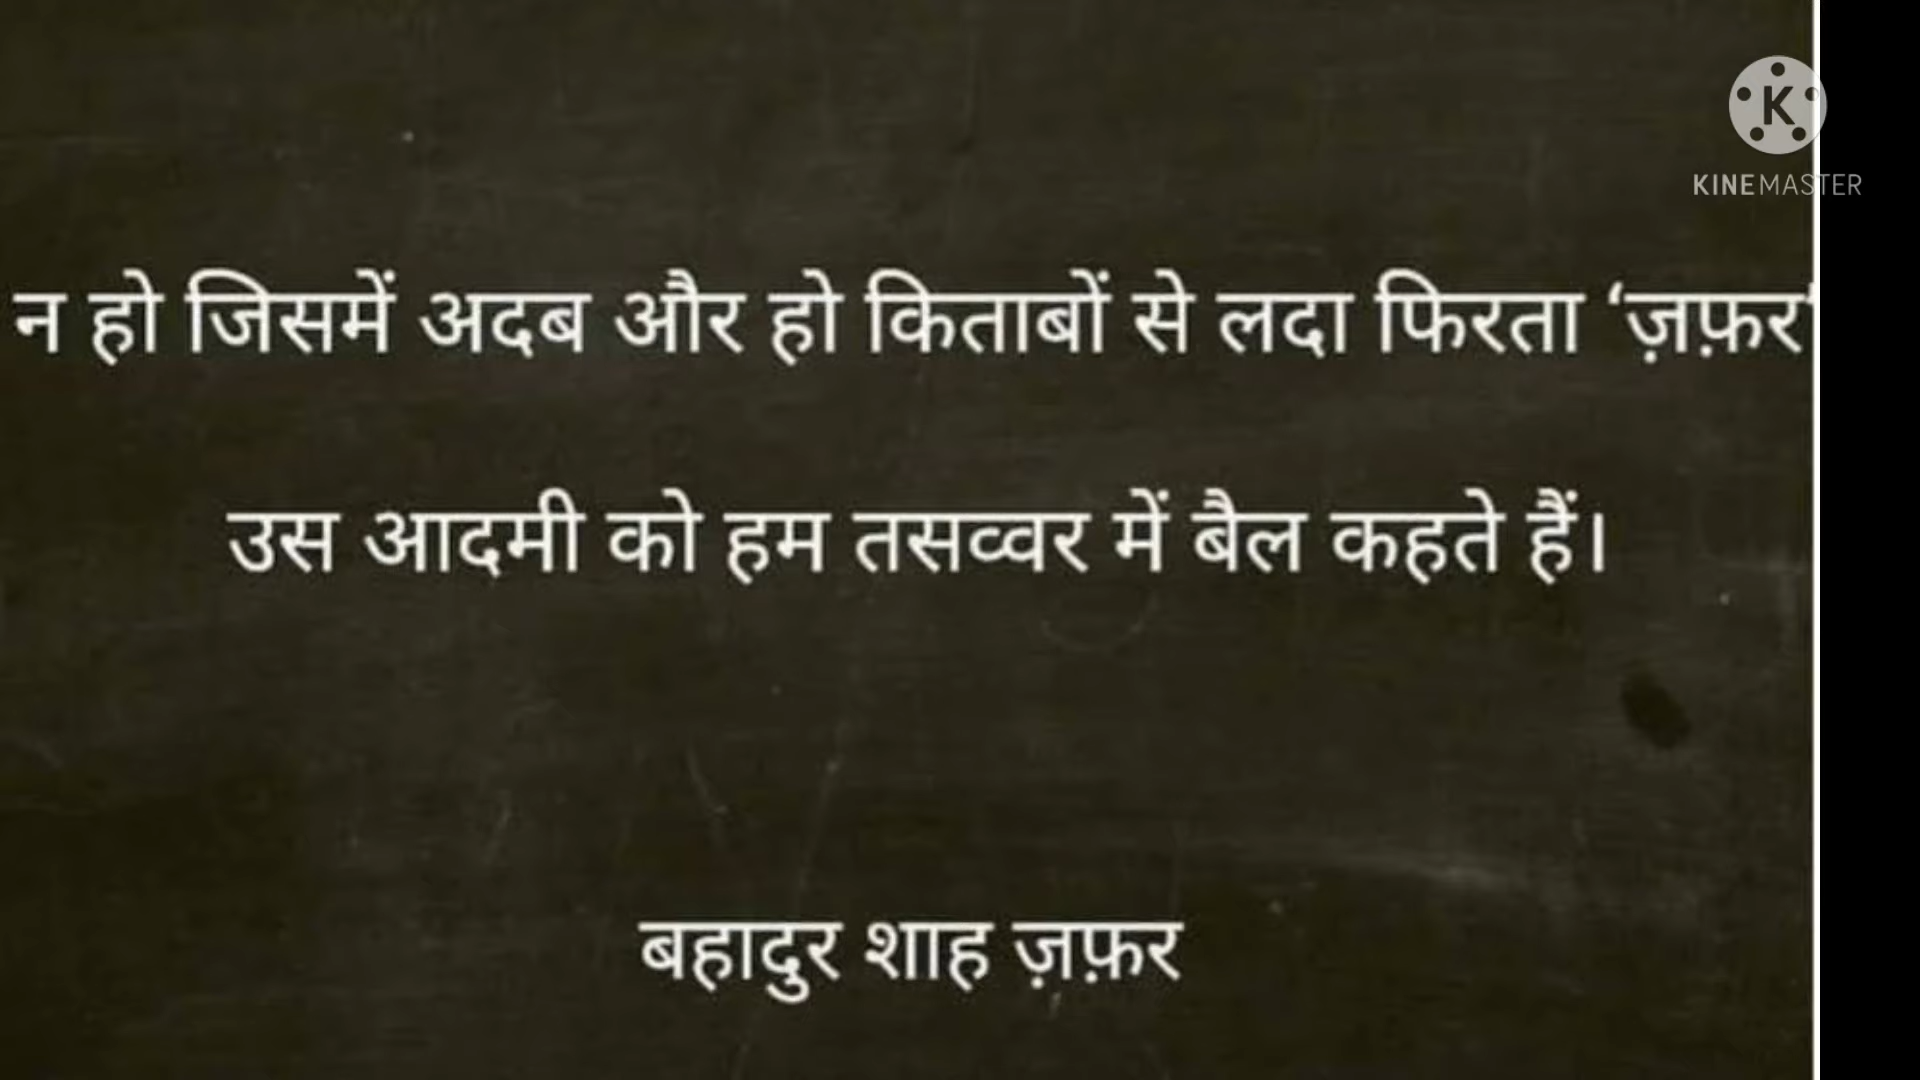 KINEMASTER
न हो जिसमें अदब और हो किताबों से लदा फिरता ‘ज़फ़र’
उस आदमी को हम तसव्वर में बैल कहते हैं।
बहादुर शाह ज़फ़र